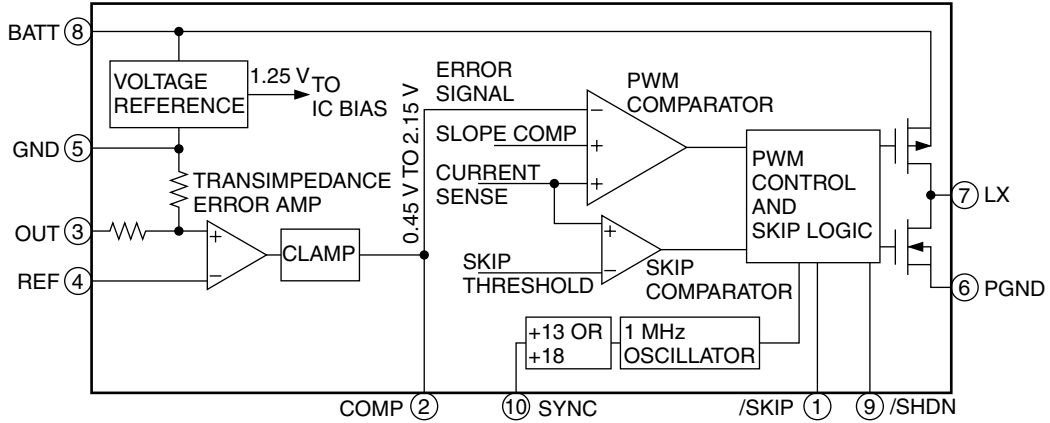 BATT 8
VOLTAGE
REFERENCE
1.25 V
TO
IC BIAS
GND 5
TRANSIMPEDANCE
ERROR AMP
OUT 3
+
−
REF 4
CLAMP
0.45 V TO 2.15 V
ERROR
SIGNAL
SLOPE COMP
CURRENT
SENSE
−
+
+
PWM
COMPARATOR
SKIP
THRESHOLD
+
−
SKIP
COMPARATOR
PWM
CONTROL
AND
SKIP LOGIC
7 LX
6 PGND
+13 OR
+18
1 MHz
OSCILLATOR
COMP 2
10 SYNC
/SKIP 1
9 /SHDN